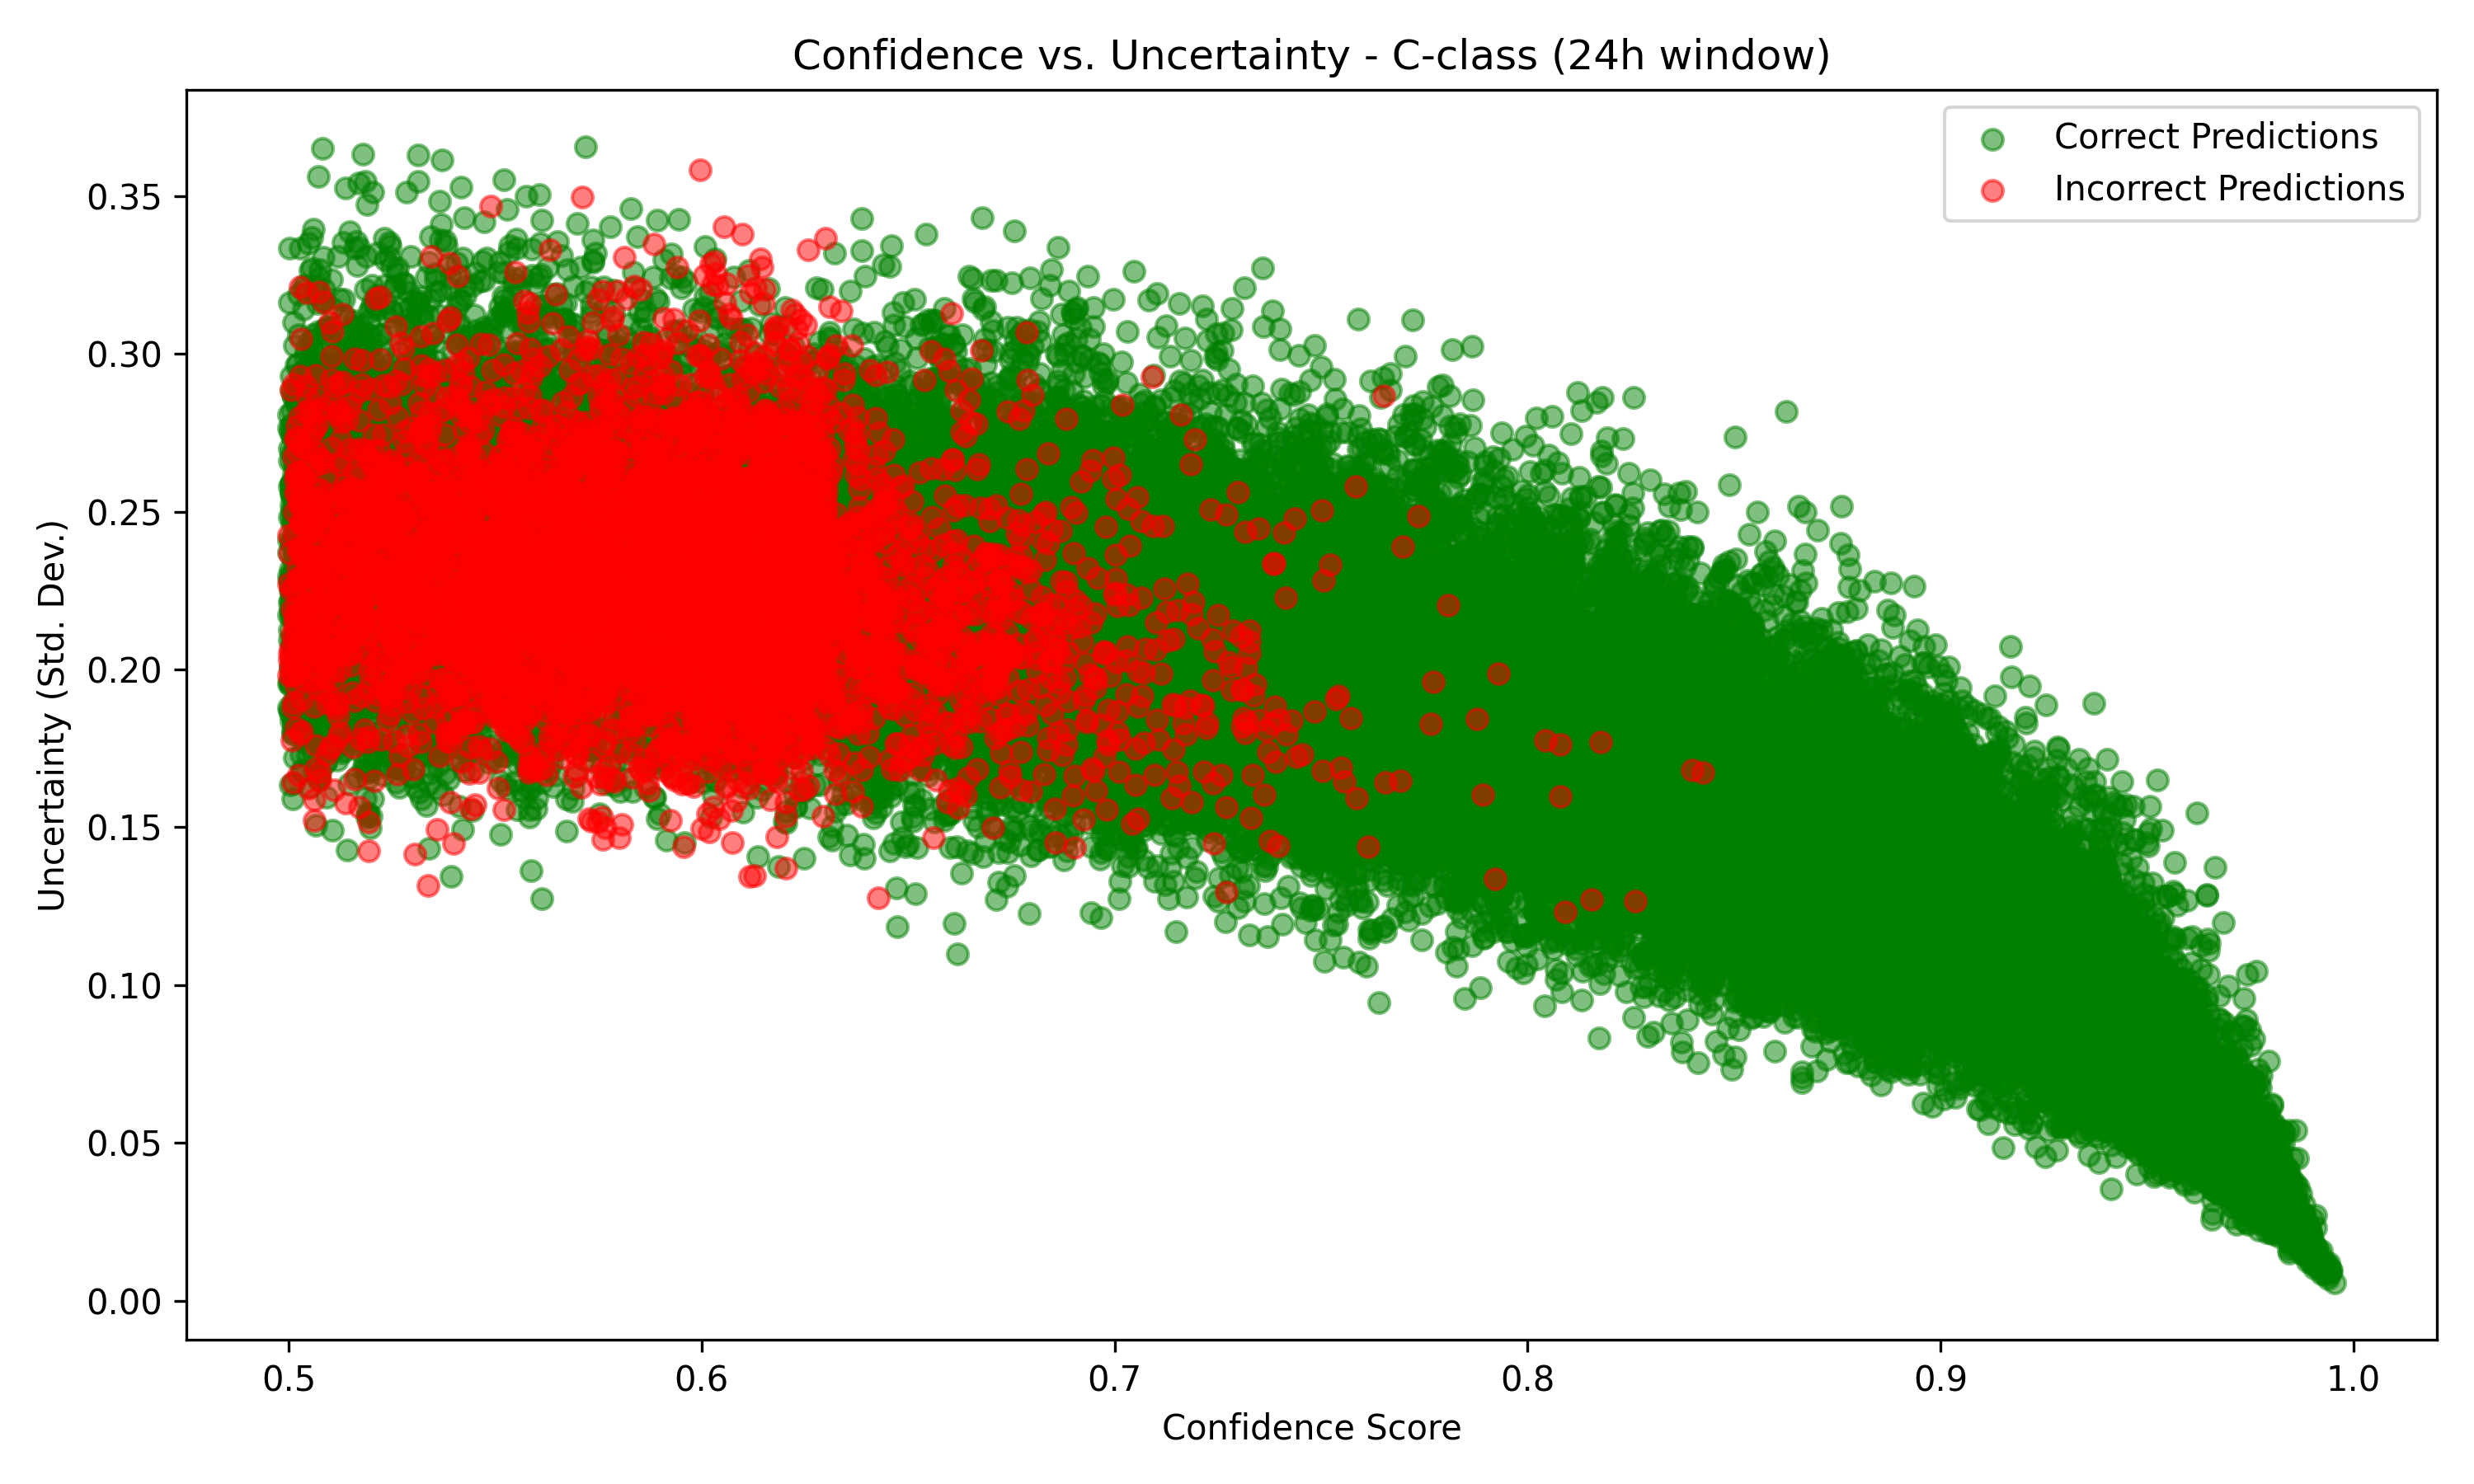 Confidence vs. Uncertainty - C-class (24h window)
Correct Predictions
Incorrect Predictions
Uncertainty (Std. Dev.)
0.35
0.30
0.25
0.20
0.15
0.10
0.05
0.00
0.5 0.6 0.7 0.8 0.9 1.0
Confidence Score